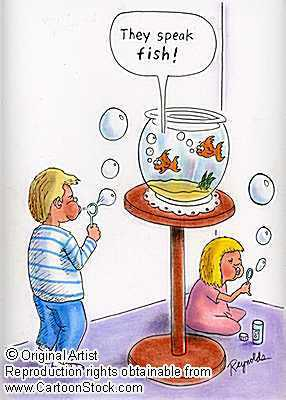 They speak
fish!
Reynolds
© Original Artist
Reproduction rights obtainable from
www.CartoonStock.com